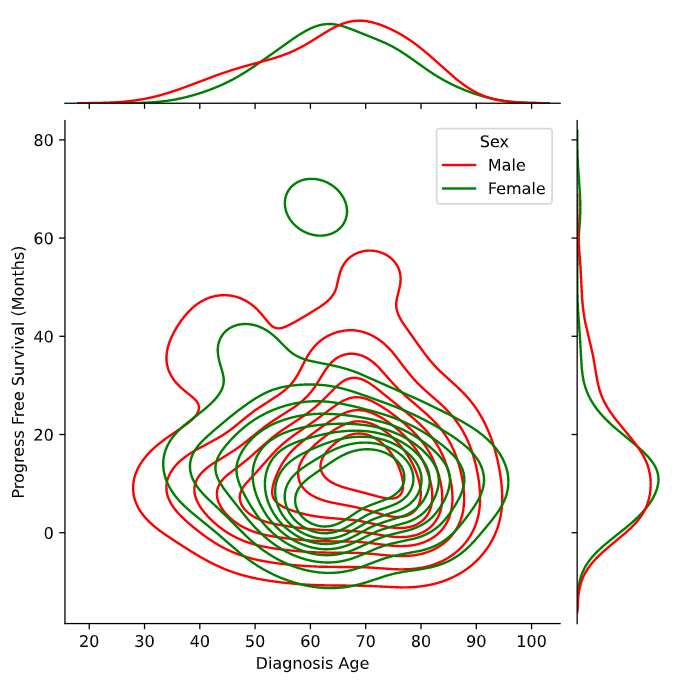 Sex
Male
Female
80
60
40
20
0
Progress Free Survival (Months)
20 30 40 50 60 70 80 90 100
Diagnosis Age